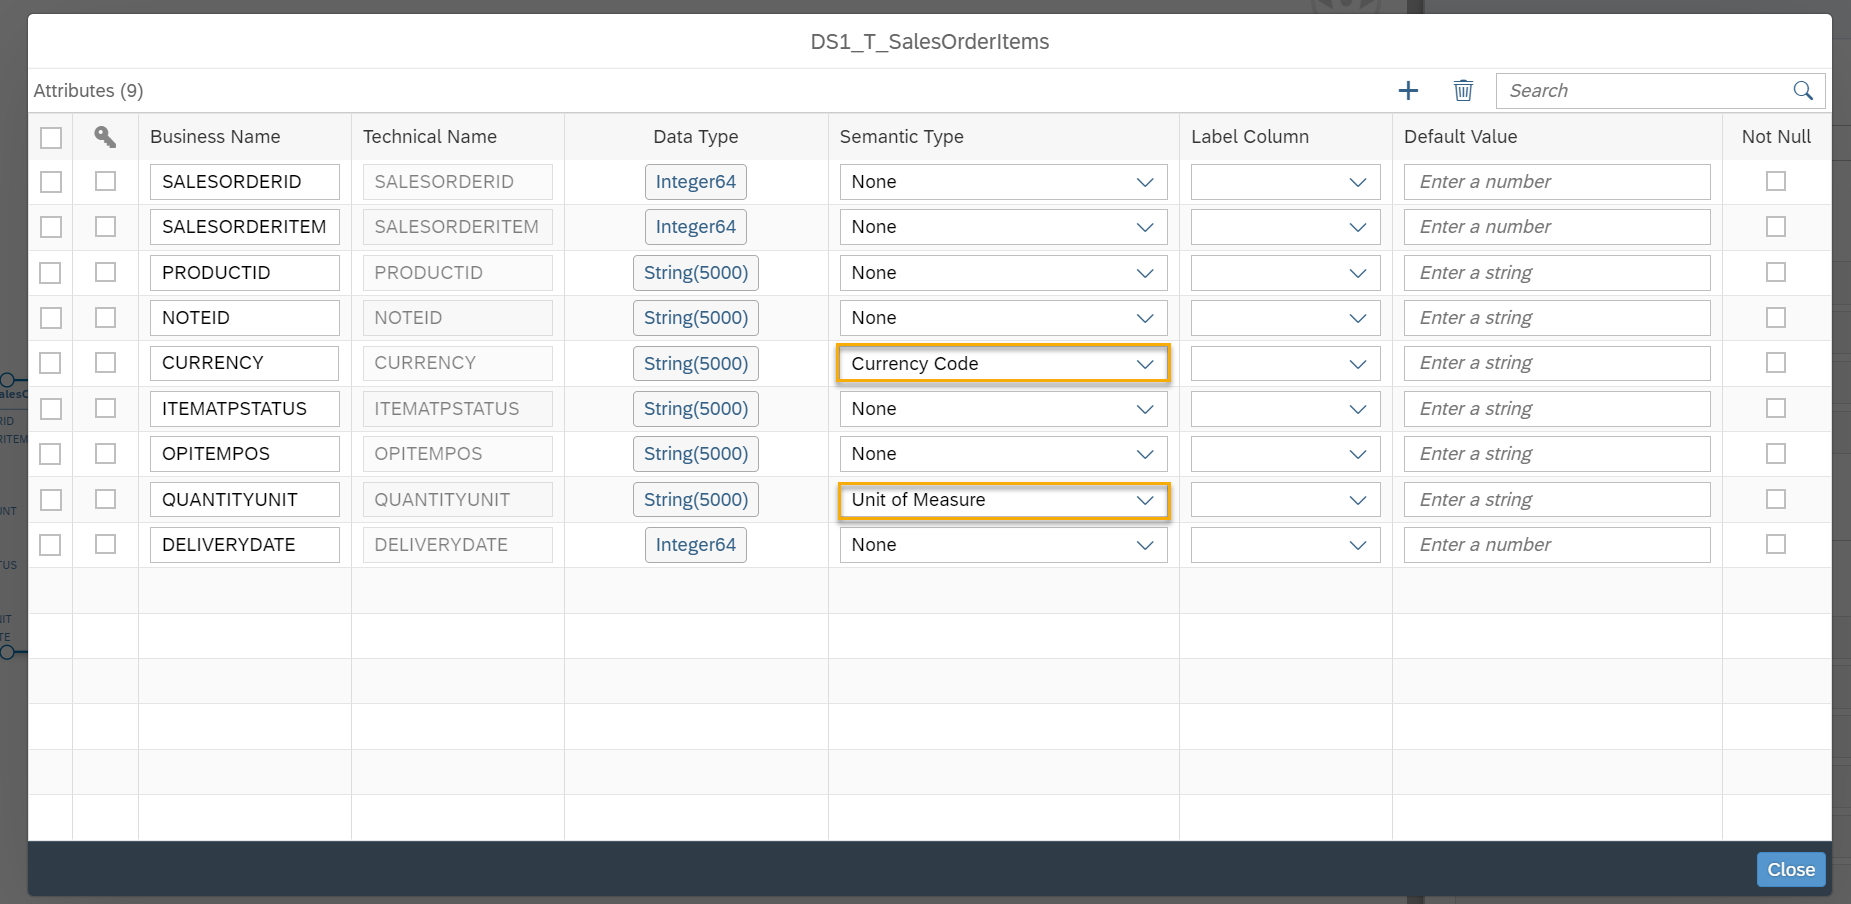 DS1_T_SalesOrderItems
Attributes (9)
Search
Business Name Technical Name Data Type Semantic Type Label Column Default Value Not Null
SALESORDERID SALESORDERID Integer64 None Enter a number
SALESORDERITEM SALESORDERITEM Integer64 None Enter a number
PRODUCTID PRODUCTID String(5000) None Enter a string
NOTEID NOTEID String(5000) None Enter a string
CURRENCY CURRENCY String(5000) Currency Code Enter a string
ITEMATPSTATUS ITEMATPSTATUS String(5000) None Enter a string
OPITEMPOS OPITEMPOS String(5000) None Enter a string
QUANTITYUNIT QUANTITYUNIT String(5000) Unit of Measure Enter a string
DELIVERYDATE DELIVERYDATE Integer64 None Enter a number
Close